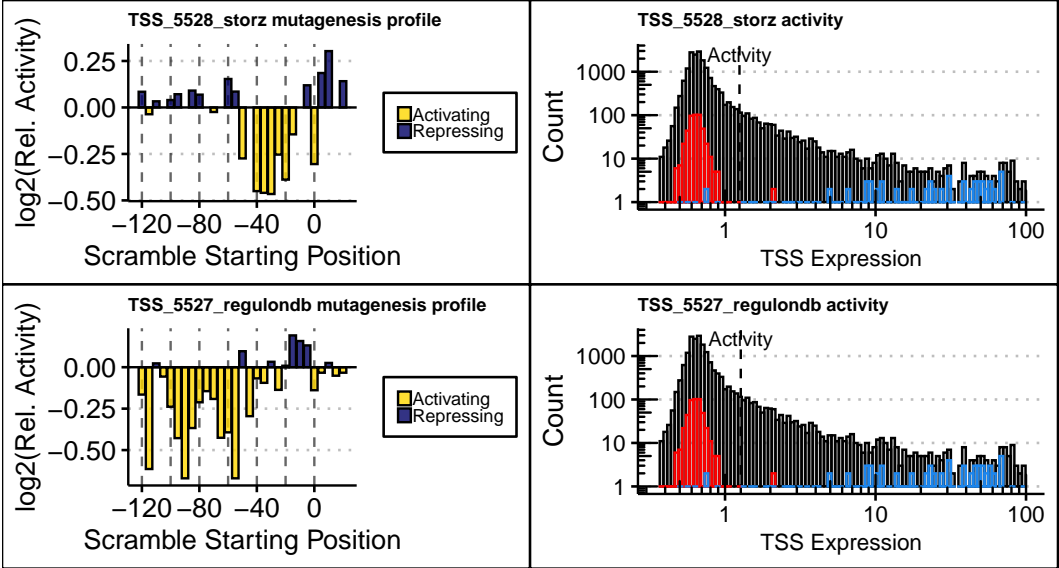 TSS_5528_storz mutagenesis profile
log2(Rel. Activity)
0.25
0.00
−0.25
−0.50
−120
−80
−40
0
Scramble Starting Position
Activating
Repressing
TSS_5528_storz activity
Activity
Count
1000
100
10
1
1
10
100
TSS Expression
TSS_5527_regulondb mutagenesis profile
log2(Rel. Activity)
0.00
−0.25
−0.50
−120
−80
−40
0
Scramble Starting Position
Activating
Repressing
TSS_5527_regulondb activity
Activity
Count
1000
100
10
1
1
10
100
TSS Expression